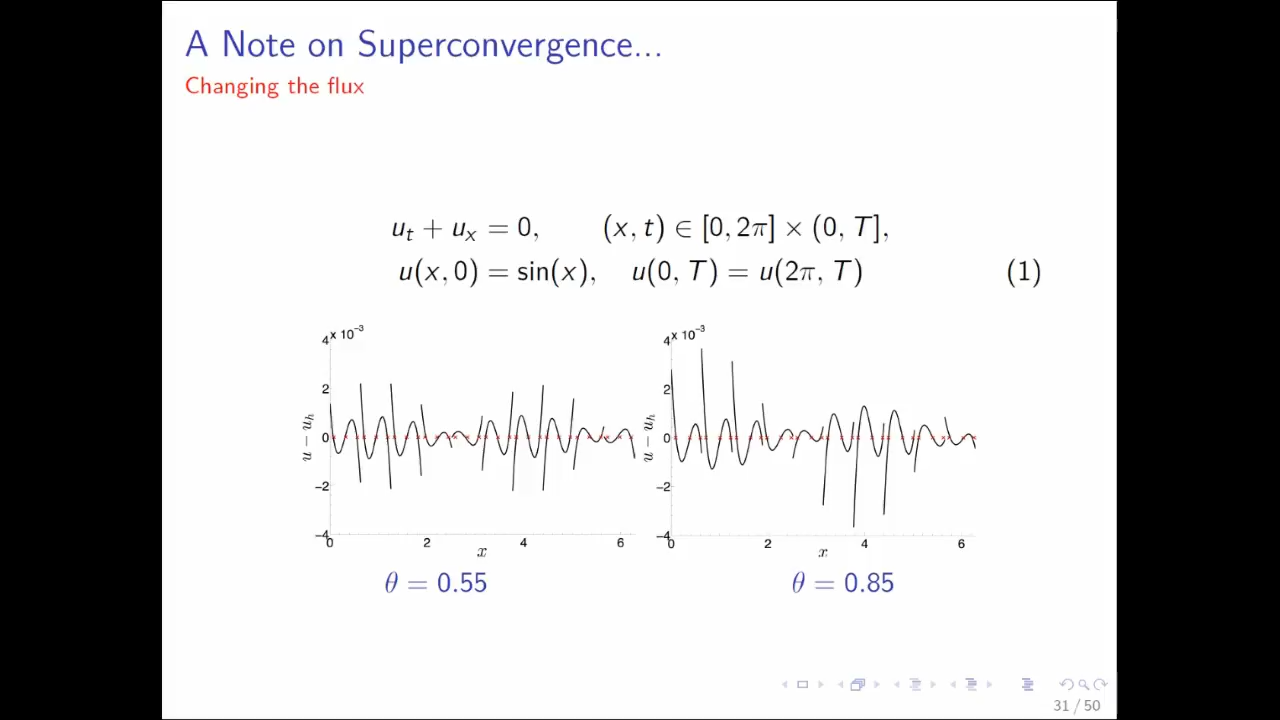 A Note on Superconvergence...
Changing the flux
u_t + u_x = 0, (x, t) ∈ [0, 2π] × (0, T],
u(x, 0) = sin(x), u(0, T) = u(2π, T) (1)
4 x 10⁻³
2
0
−2
−4
u − u_h
0 2 4 6
x
4 x 10⁻³
2
0
−2
−4
u − u_h
0 2 4 6
x
θ = 0.55 θ = 0.85
31 / 50